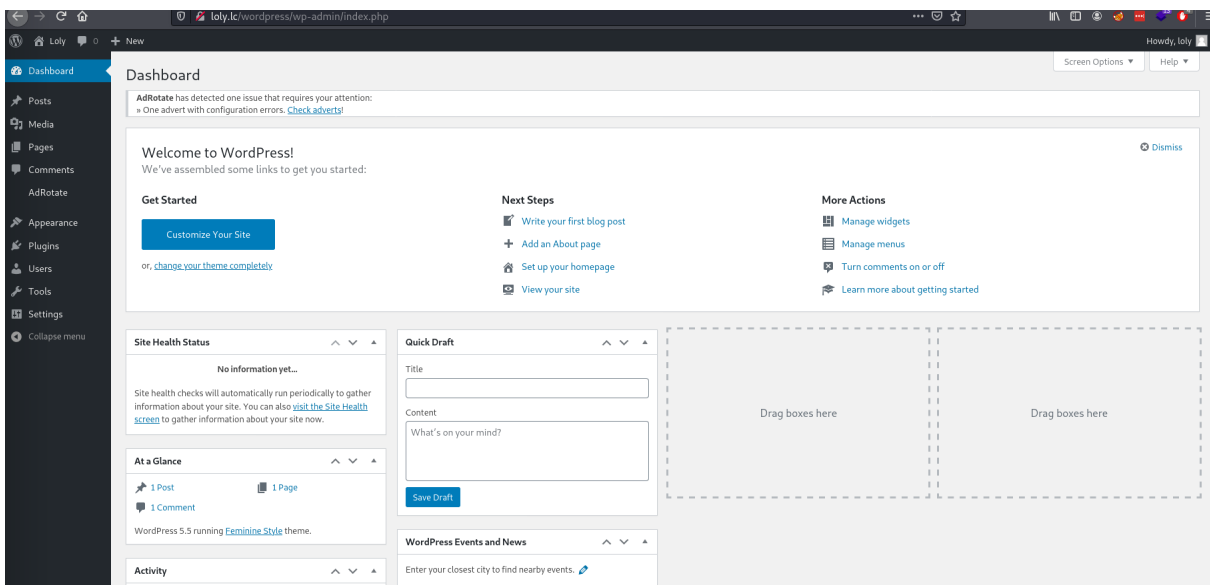 loly.lc/wordpress/wp-admin/index.php
Loly 0 New Howdy, loly
Screen Options Help
Dashboard
Posts
Media
Pages
Comments
AdRotate
Appearance
Plugins
Users
Tools
Settings
Collapse menu
Dashboard
AdRotate has detected one issue that requires your attention:
» One advert with configuration errors. Check adverts!
Welcome to WordPress!
Dismiss
We've assembled some links to get you started:
Get Started
Customize Your Site
or, change your theme completely
Next Steps
Write your first blog post
Add an About page
Set up your homepage
View your site
More Actions
Manage widgets
Manage menus
Turn comments on or off
Learn more about getting started
Site Health Status
No information yet...
Site health checks will automatically run periodically to gather
information about your site. You can also visit the Site Health
screen to gather information about your site now.
At a Glance
1 Post
1 Page
1 Comment
WordPress 5.5 running Feminine Style theme.
Activity
Quick Draft
Title
Content
What's on your mind?
Save Draft
WordPress Events and News
Enter your closest city to find nearby events.
Drag boxes here
Drag boxes here